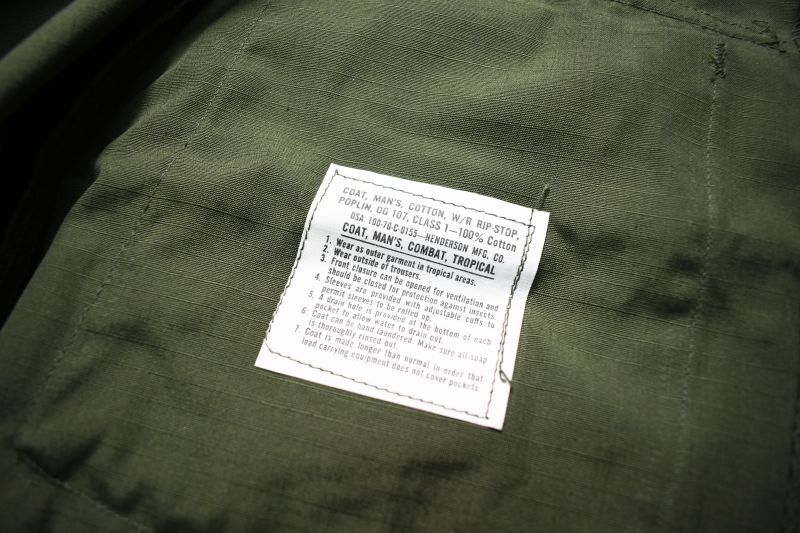 COAT, MAN'S, COTTON, W/R RIP-STOP,
POPLIN, OG 107, CLASS 1—100% Cotton
DSA 100-70-C-0155—HENDERSON MFG. CO.
COAT, MAN'S, COMBAT, TROPICAL
1. Wear as outer garment in tropical areas.
2. Wear outside of trousers.
3. Front closure can be opened for ventilation and
should be closed for protection against insects.
4. Sleeves are provided with adjustable cuffs to
permit sleeves to be rolled up.
5. A drain hole is provided at the bottom of each
pocket to allow water to drain out.
6. Coat can be hand laundered. Make sure all soap
is thoroughly rinsed out.
7. Coat is made longer than normal in order that
load carrying equipment does not cover pockets.